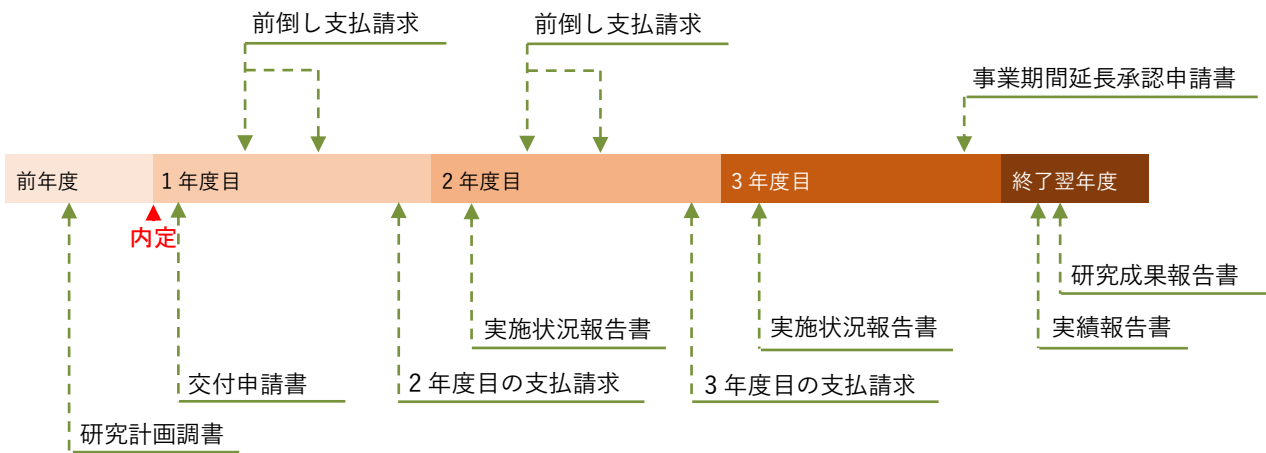 前倒し支払請求
前倒し支払請求
事業期間延長承認申請書
前年度
1年度目
2年度目
3年度目
終了翌年度
内定
研究成果報告書
実施状況報告書
実施状況報告書
実績報告書
交付申請書
2年度目の支払請求
3年度目の支払請求
研究計画調書